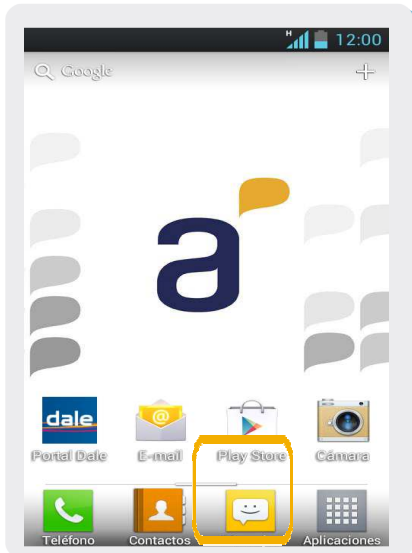 H 12:00
Google
a
dale
Portal Dale E-mail Play Store Cámara
Teléfono Contactos Aplicaciones